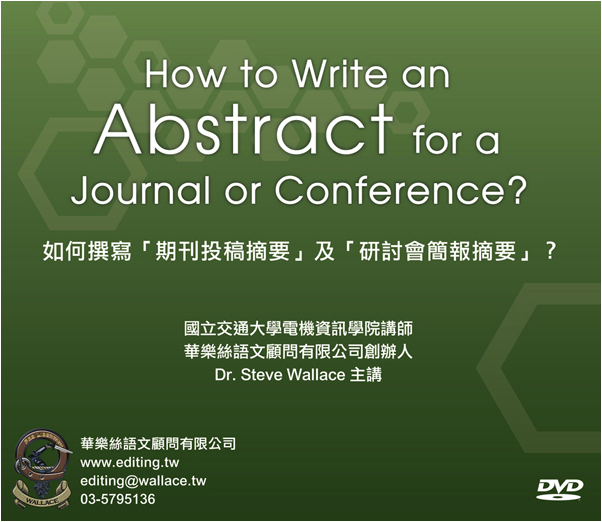 How to Write an
Abstract for a
Journal or Conference?
如何撰寫「期刊投稿摘要」及「研討會簡報摘要」？
國立交通大學電機資訊學院講師
華樂絲語文顧問有限公司創辦人
Dr. Steve Wallace 主講
華樂絲語文顧問有限公司
www.editing.tw
editing@wallace.tw
03-5795136
WALLACE
DVD